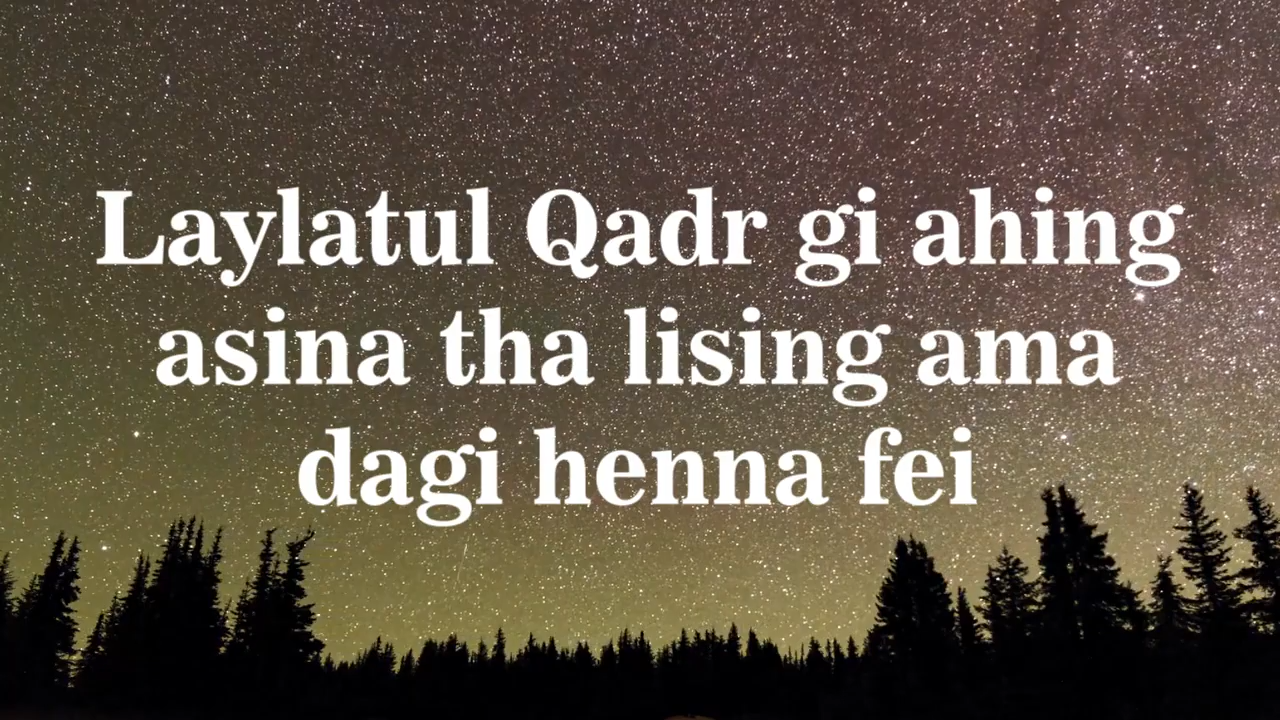 Laylatul Qadr gi ahing
asina tha lising ama
dagi henna fei